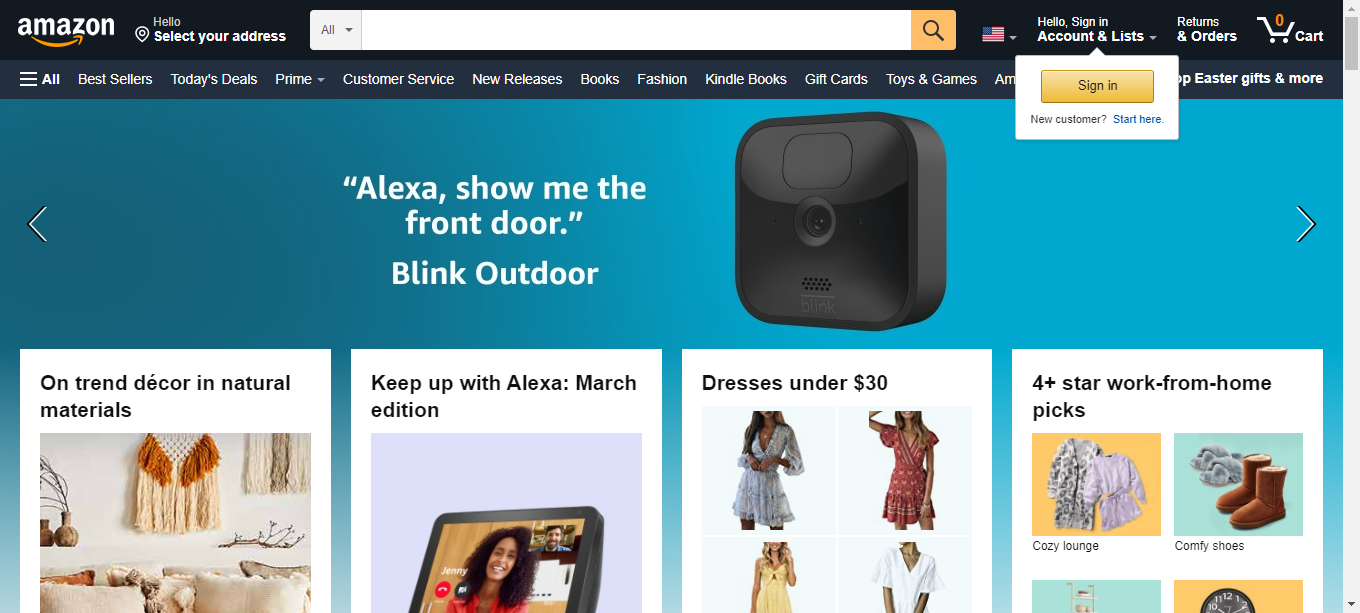 amazon
Hello
Select your address
All
Hello, Sign in
Account & Lists
Returns
& Orders
0
Cart
All
Best Sellers
Today's Deals
Prime
Customer Service
New Releases
Books
Fashion
Kindle Books
Gift Cards
Toys & Games
Am
op Easter gifts & more
Sign in
New customer? Start here.
“Alexa, show me the
front door.”
Blink Outdoor
blink
On trend décor in natural
materials
Keep up with Alexa: March
edition
Jenny
Dresses under $30
4+ star work-from-home
picks
Cozy lounge
Comfy shoes
11 12 1